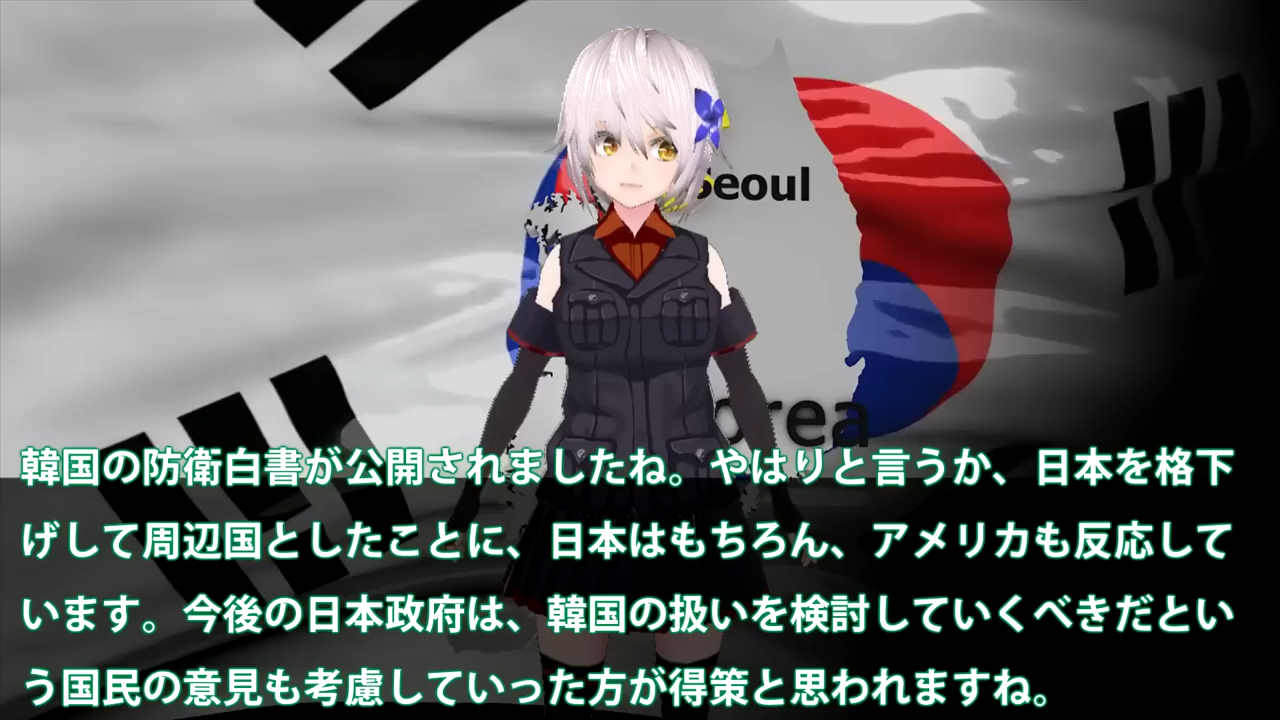 Seoul
orea
韓国の防衛白書が公開されましたね。やはりと言うか、日本を格下
げして周辺国としたことに、日本はもちろん、アメリカも反応して
います。今後の日本政府は、韓国の扱いを検討していくべきだとい
う国民の意見も考慮していった方が得策と思われますね。